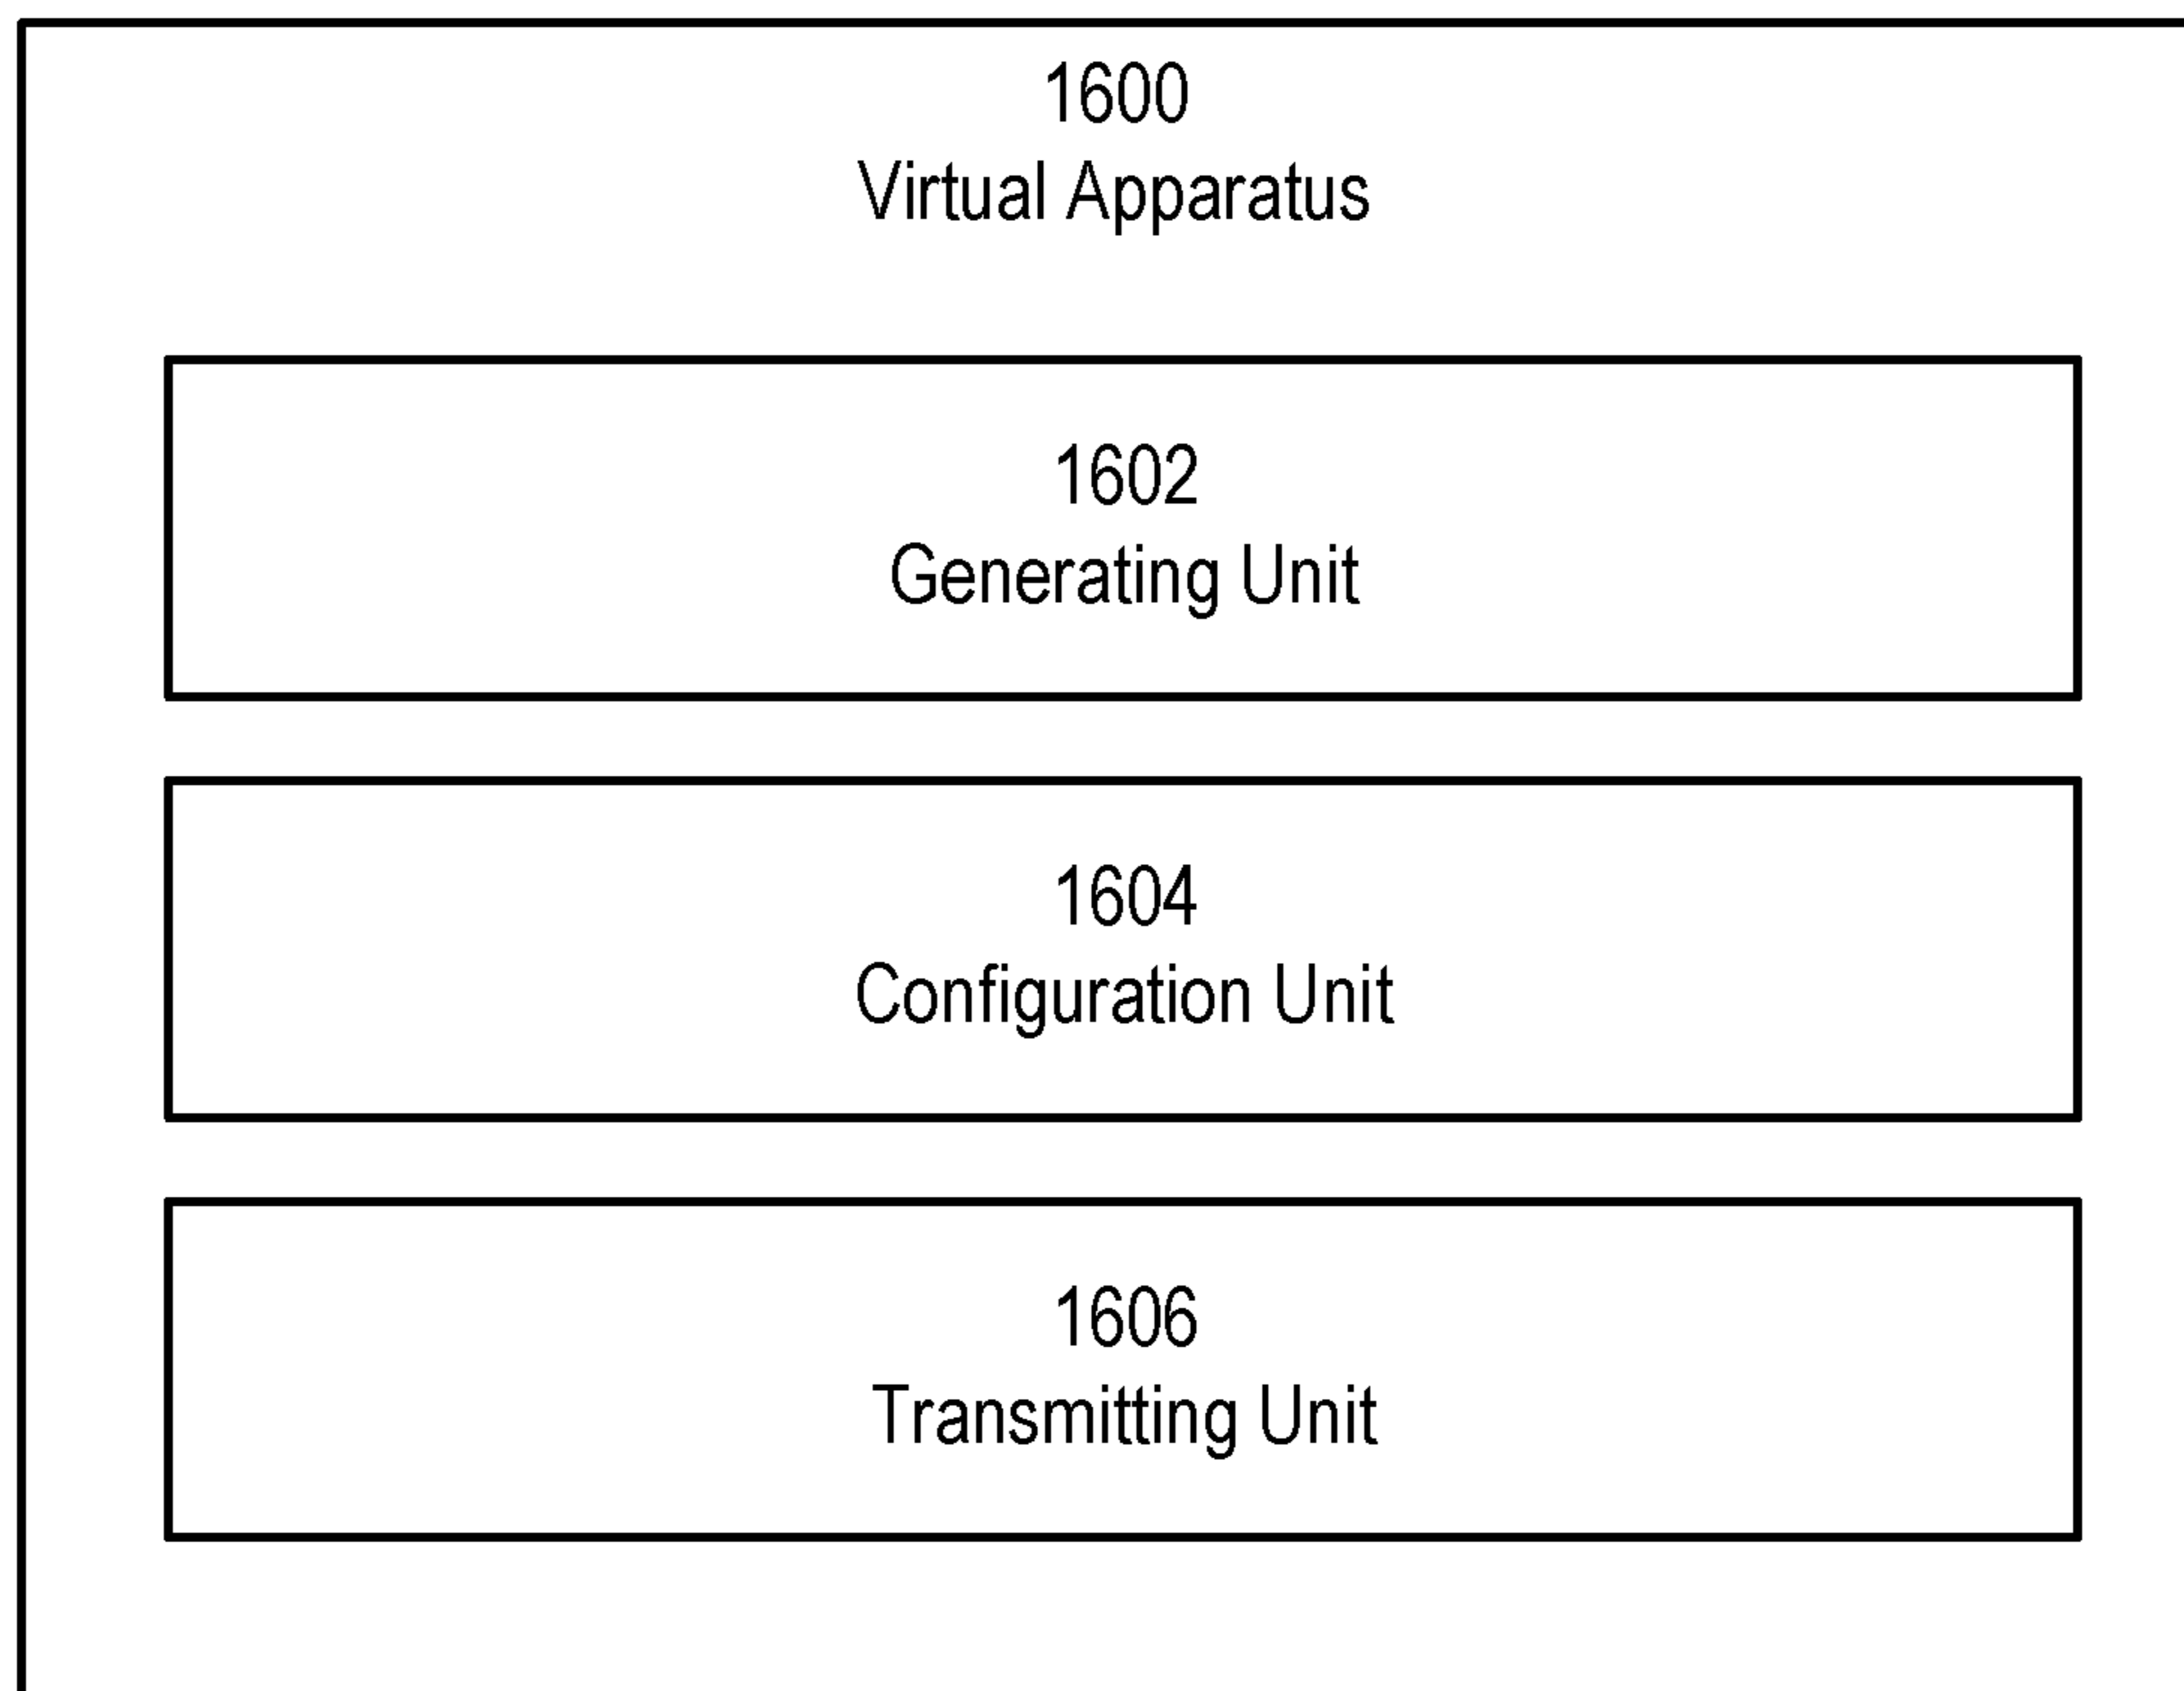 1600
Virtual Apparatus
1602
Generating Unit
1604
Configuration Unit
1606
Transmitting Unit